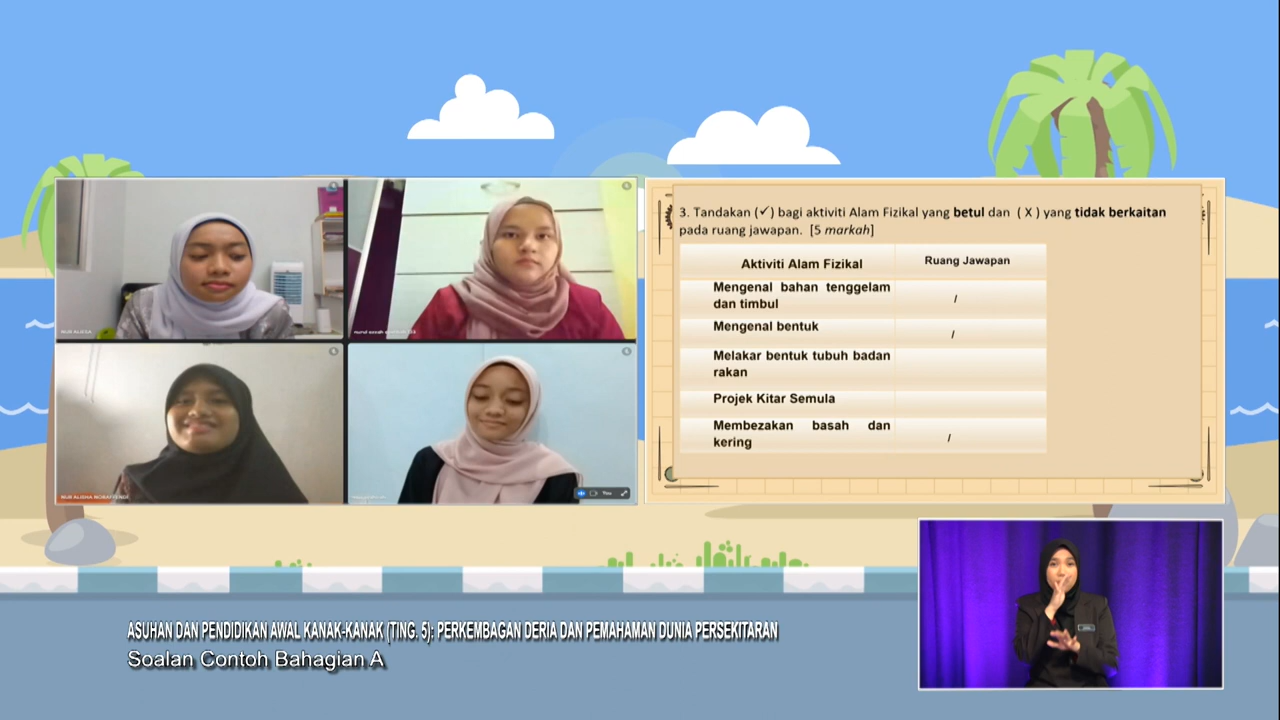 3. Tandakan (✓) bagi aktiviti Alam Fizikal yang betul dan ( X ) yang tidak berkaitan
pada ruang jawapan. [5 markah]
Aktiviti Alam Fizikal
Ruang Jawapan
Mengenal bahan tenggelam
dan timbul
/
Mengenal bentuk
/
Melakar bentuk tubuh badan
rakan
Projek Kitar Semula
Membezakan basah dan
kering
/
ASUHAN DAN PENDIDIKAN AWAL KANAK-KANAK (TING. 5): PERKEMBAGAN DERIA DAN PEMAHAMAN DUNIA PERSEKITARAN
Soalan Contoh Bahagian A